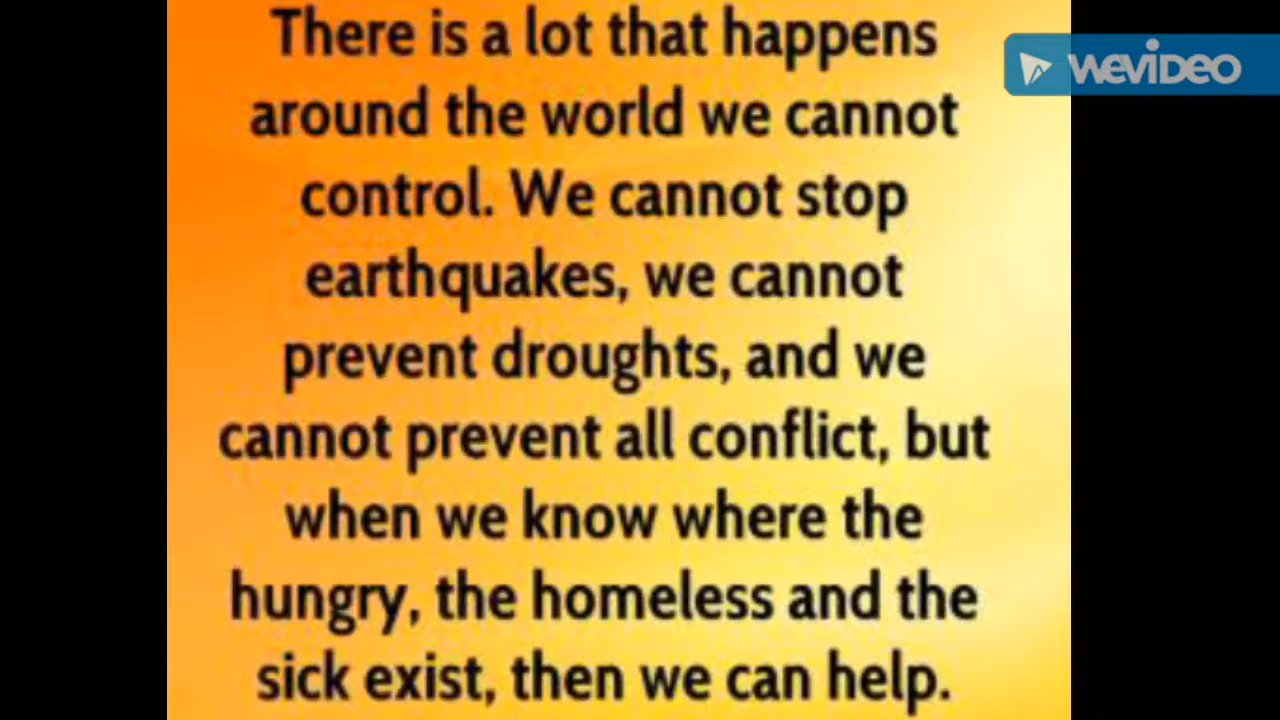 There is a lot that happens
around the world we cannot
control. We cannot stop
earthquakes, we cannot
prevent droughts, and we
cannot prevent all conflict, but
when we know where the
hungry, the homeless and the
sick exist, then we can help.
WEVIDEO